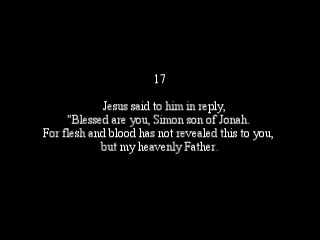 17
Jesus said to him in reply,
"Blessed are you, Simon son of Jonah.
For flesh and blood has not revealed this to you,
but my heavenly Father.